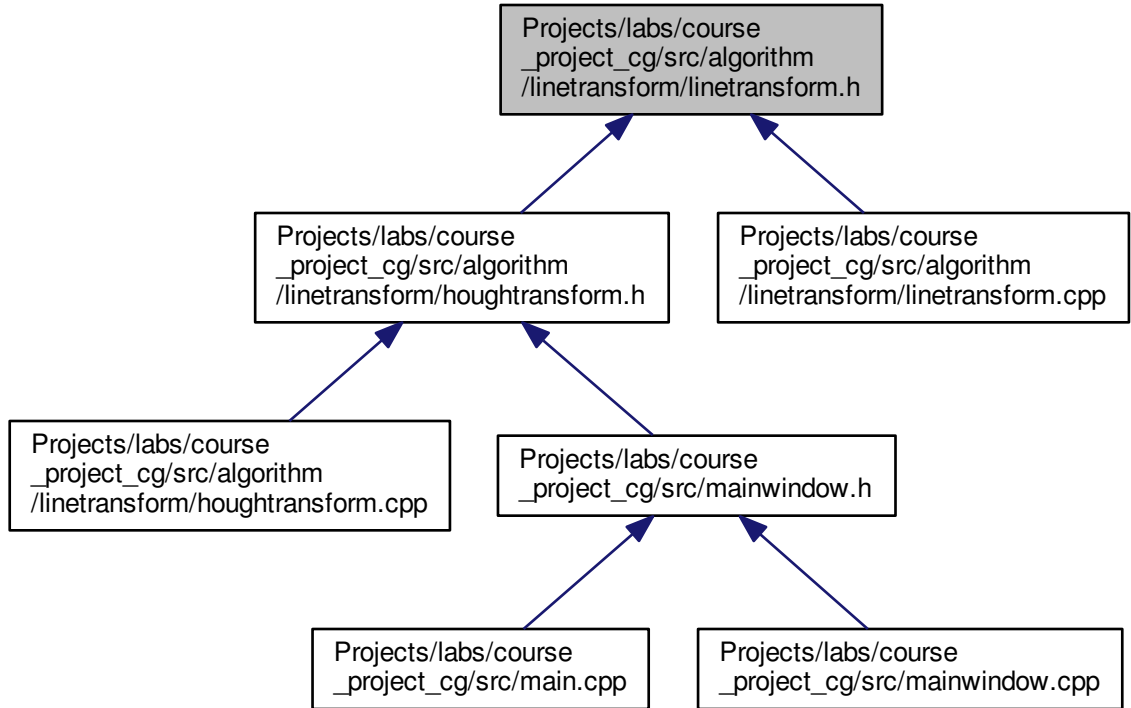 Projects/labs/course
_project_cg/src/algorithm
/linetransform/linetransform.h
Projects/labs/course
_project_cg/src/algorithm
/linetransform/houghtransform.h
Projects/labs/course
_project_cg/src/algorithm
/linetransform/linetransform.cpp
Projects/labs/course
_project_cg/src/algorithm
/linetransform/houghtransform.cpp
Projects/labs/course
_project_cg/src/mainwindow.h
Projects/labs/course
_project_cg/src/main.cpp
Projects/labs/course
_project_cg/src/mainwindow.cpp